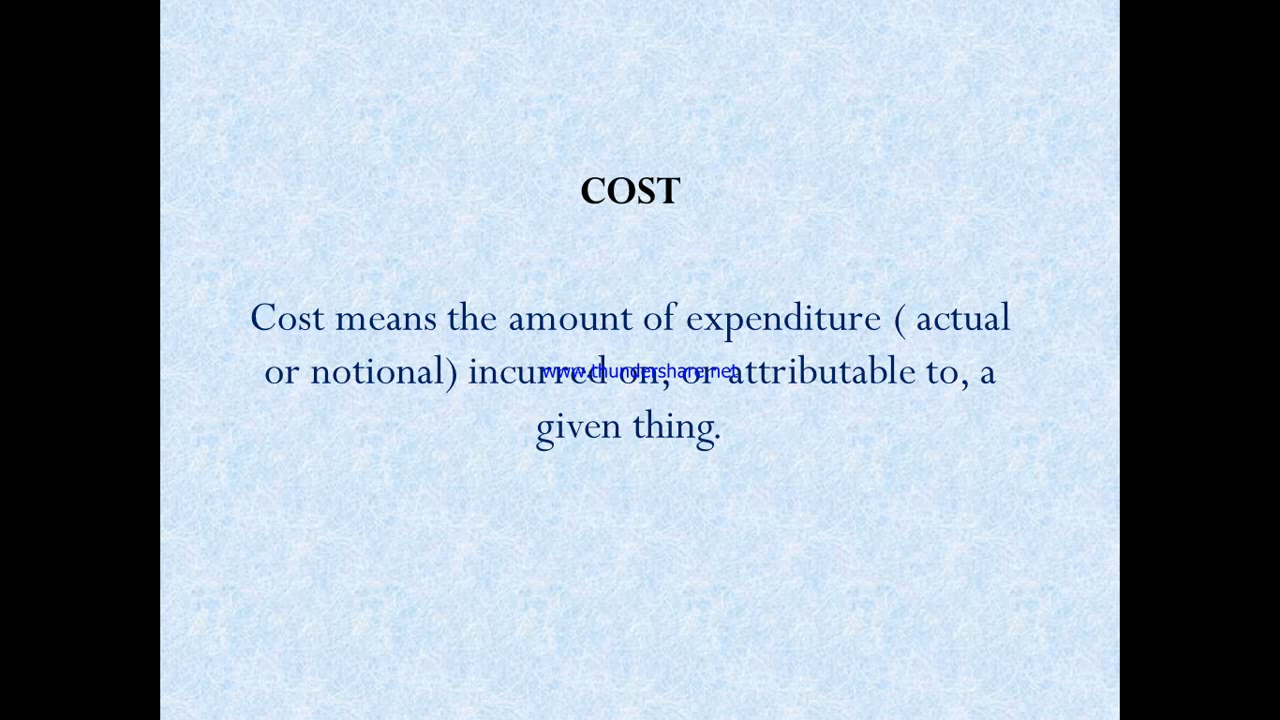 COST
Cost means the amount of expenditure ( actual
or notional) incurred on, or attributable to, a
www.thundershare.net
given thing.